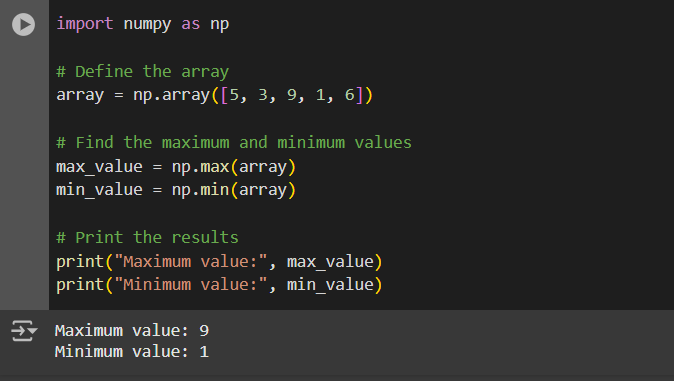 import numpy as np
# Define the array
array = np.array([5, 3, 9, 1, 6])
# Find the maximum and minimum values
max_value = np.max(array)
min_value = np.min(array)
# Print the results
print("Maximum value:", max_value)
print("Minimum value:", min_value)
Maximum value: 9
Minimum value: 1